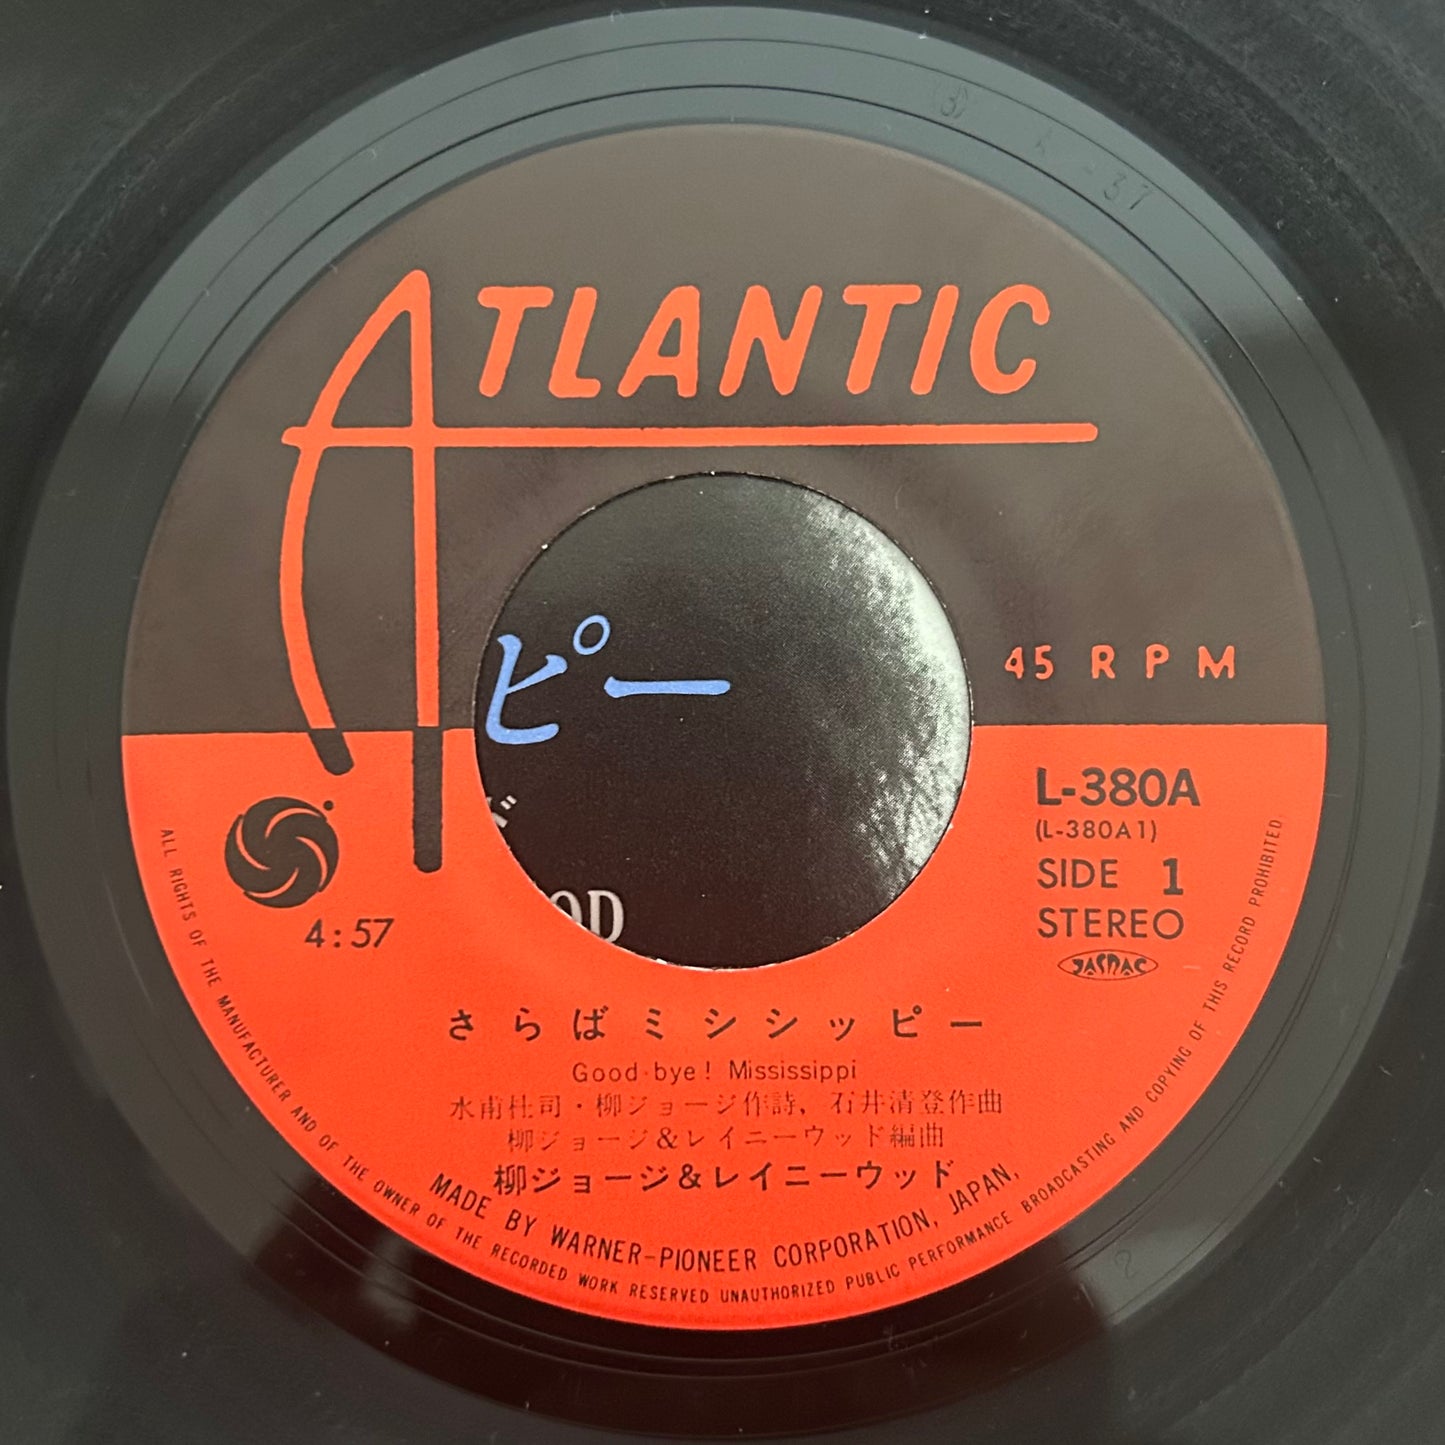 ATLANTIC
ピー
OD
45 RPM
L-380A
(L-380A1)
SIDE 1
STEREO
JASRAC
4:57
さらばミシシッピー
Good-bye! Mississippi
水甫杜司・柳ジョージ作詩, 石井清登作曲
柳ジョージ&レイニーウッド編曲
柳ジョージ&レイニーウッド
MADE BY WARNER-PIONEER CORPORATION, JAPAN,
ALL RIGHTS OF THE MANUFACTURER AND OF THE OWNER OF THE RECORDED WORK RESERVED UNAUTHORIZED PUBLIC PERFORMANCE BROADCASTING AND COPYING OF THIS RECORD PROHIBITED.